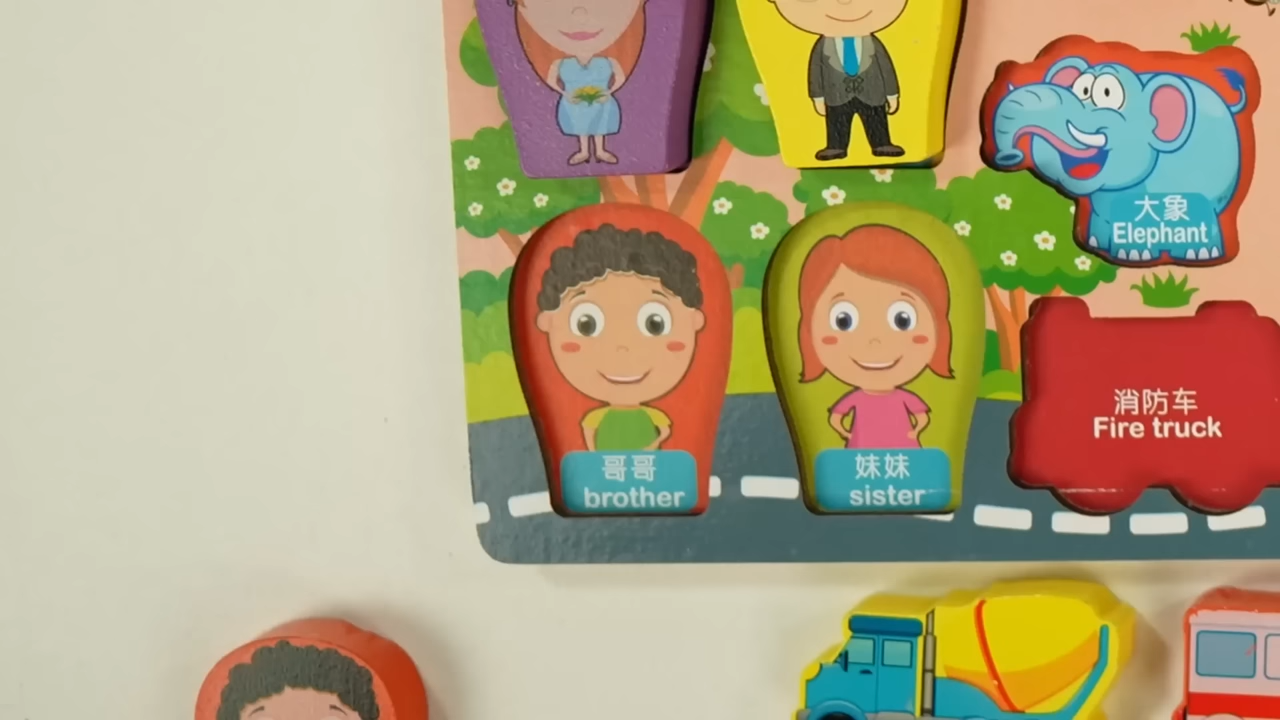 大象
Elephant
消防车
Fire truck
哥哥
brother
妹妹
sister